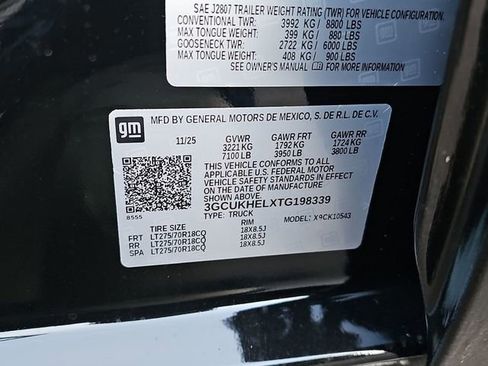 SAE J2807 TRAILER WEIGHT RATING (TWR) FOR VEHICLE CONFIGURATION.
CONVENTIONAL TWR: 3992 KG / 8800 LBS
MAX TONGUE WEIGHT: 399 KG / 880 LBS
GOOSENECK TWR: 2722 KG / 6000 LBS
MAX TONGUE WEIGHT: 408 KG / 900 LBS
SEE OWNER'S MANUAL FOR MORE INFORMATION
gm
MFD BY GENERAL MOTORS DE MEXICO, S. DE R.L. DE C.V.
11/25 GVWR GAWR FRT GAWR RR
3221 KG 1792 KG 1724 KG
7100 LB 3950 LB 3800 LB
THIS VEHICLE CONFORMS TO ALL
APPLICABLE U.S. FEDERAL MOTOR
VEHICLE SAFETY STANDARDS IN EFFECT ON
THE DATE OF MANUFACTURE SHOWN ABOVE.
3GCUKHELXTG198339
8555
TYPE: TRUCK MODEL: X9CK10543
TIRE SIZE RIM
FRT LT275/70R18CQ 18X8.5J
RR LT275/70R18CQ 18X8.5J
SPA LT275/70R18CQ 18X8.5J